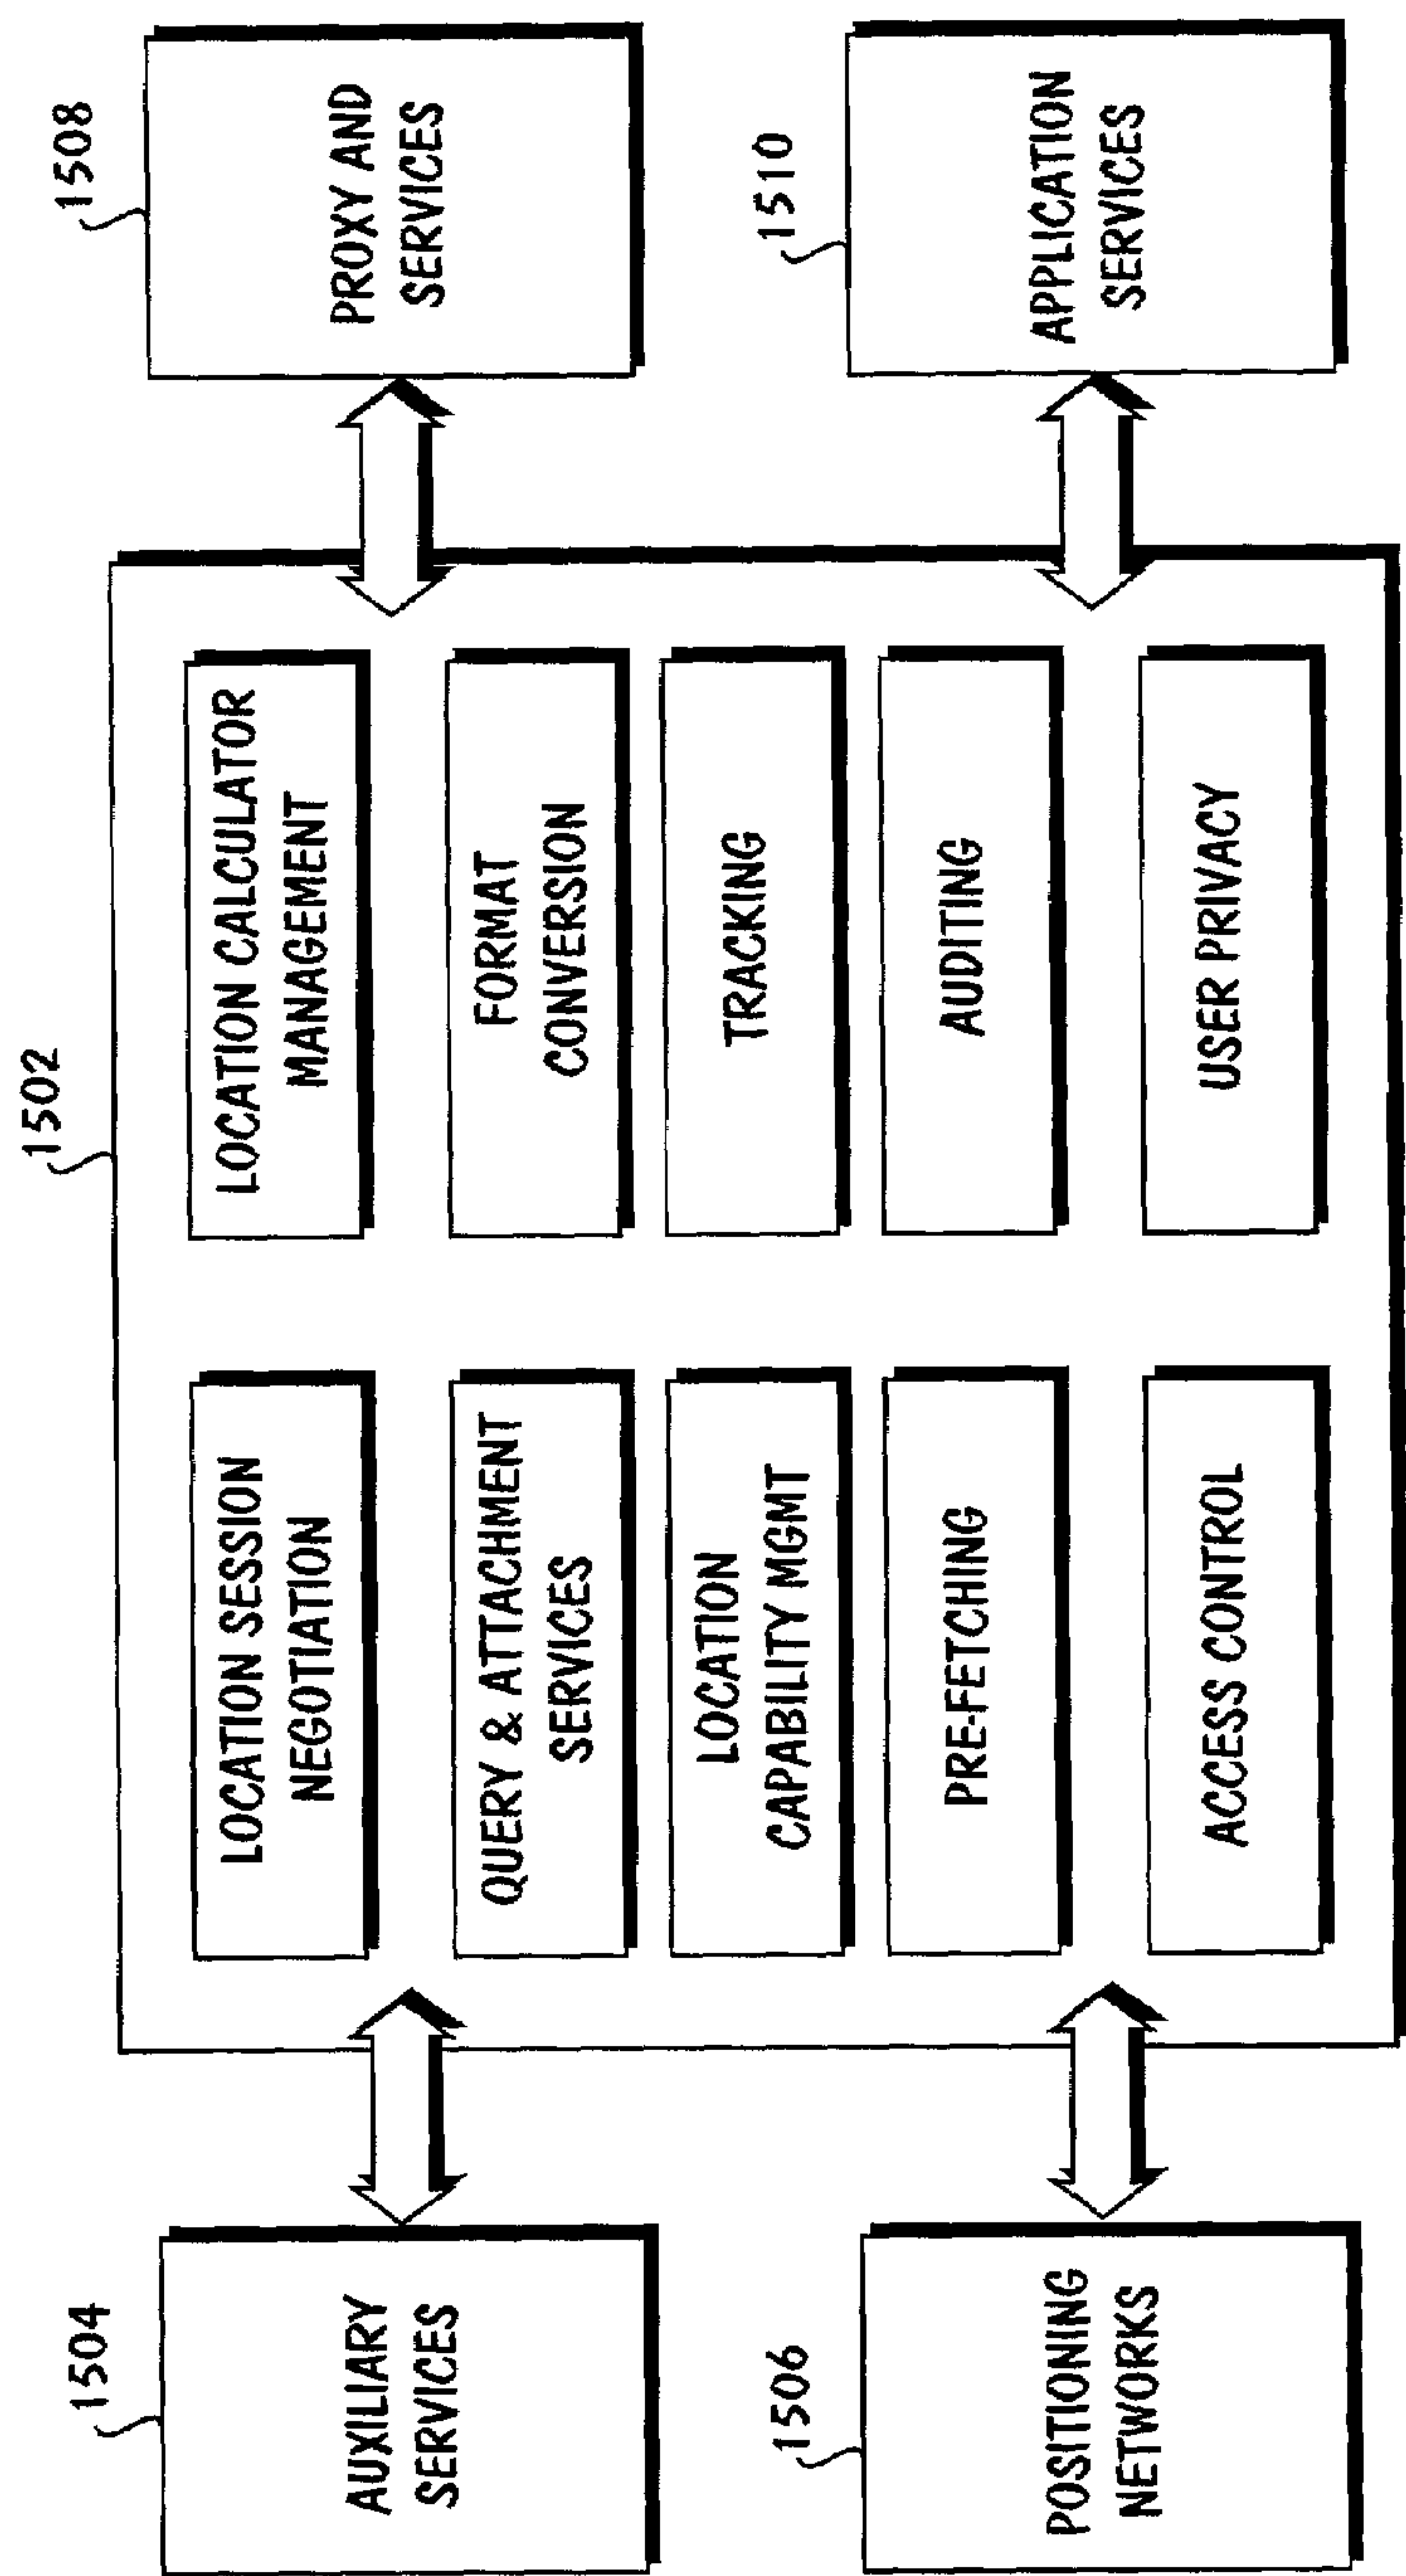 1502
1504
AUXILIARY
SERVICES
1506
POSITIONING
NETWORKS
LOCATION SESSION
NEGOTIATION
QUERY & ATTACHMENT
SERVICES
LOCATION
CAPABILITY MGMT
PRE-FETCHING
ACCESS CONTROL
LOCATION CALCULATOR
MANAGEMENT
FORMAT
CONVERSION
TRACKING
AUDITING
USER PRIVACY
1508
PROXY AND
SERVICES
1510
APPLICATION
SERVICES